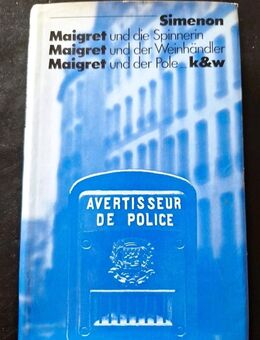 Simenon
Maigret und die Spinnerin
Maigret und der Weinhändler
Maigret und der Pole k&w
AVERTISSEUR
DE POLICE